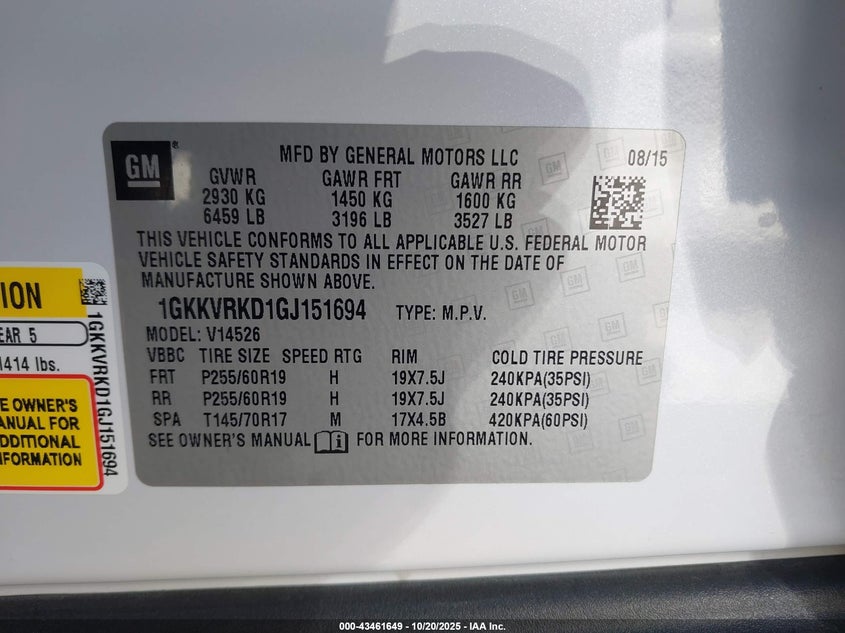 GM
MFD BY GENERAL MOTORS LLC 08/15
GVWR GAWR FRT GAWR RR
2930 KG 1450 KG 1600 KG
6459 LB 3196 LB 3527 LB
THIS VEHICLE CONFORMS TO ALL APPLICABLE U.S. FEDERAL MOTOR
VEHICLE SAFETY STANDARDS IN EFFECT ON THE DATE OF
MANUFACTURE SHOWN ABOVE.
1GKKVRKD1GJ151694 TYPE: M.P.V.
MODEL: V14526
VBBC TIRE SIZE SPEED RTG RIM COLD TIRE PRESSURE
FRT P255/60R19 H 19X7.5J 240KPA(35PSI)
RR P255/60R19 H 19X7.5J 240KPA(35PSI)
SPA T145/70R17 M 17X4.5B 420KPA(60PSI)
SEE OWNER'S MANUAL FOR MORE INFORMATION.
ION
EAR 5
1414 lbs.
E OWNER'S
ANUAL FOR
DDITIONAL
FORMATION
1GKKVRKD1GJ151694
000-43461649 - 10/20/2025 - IAA Inc.